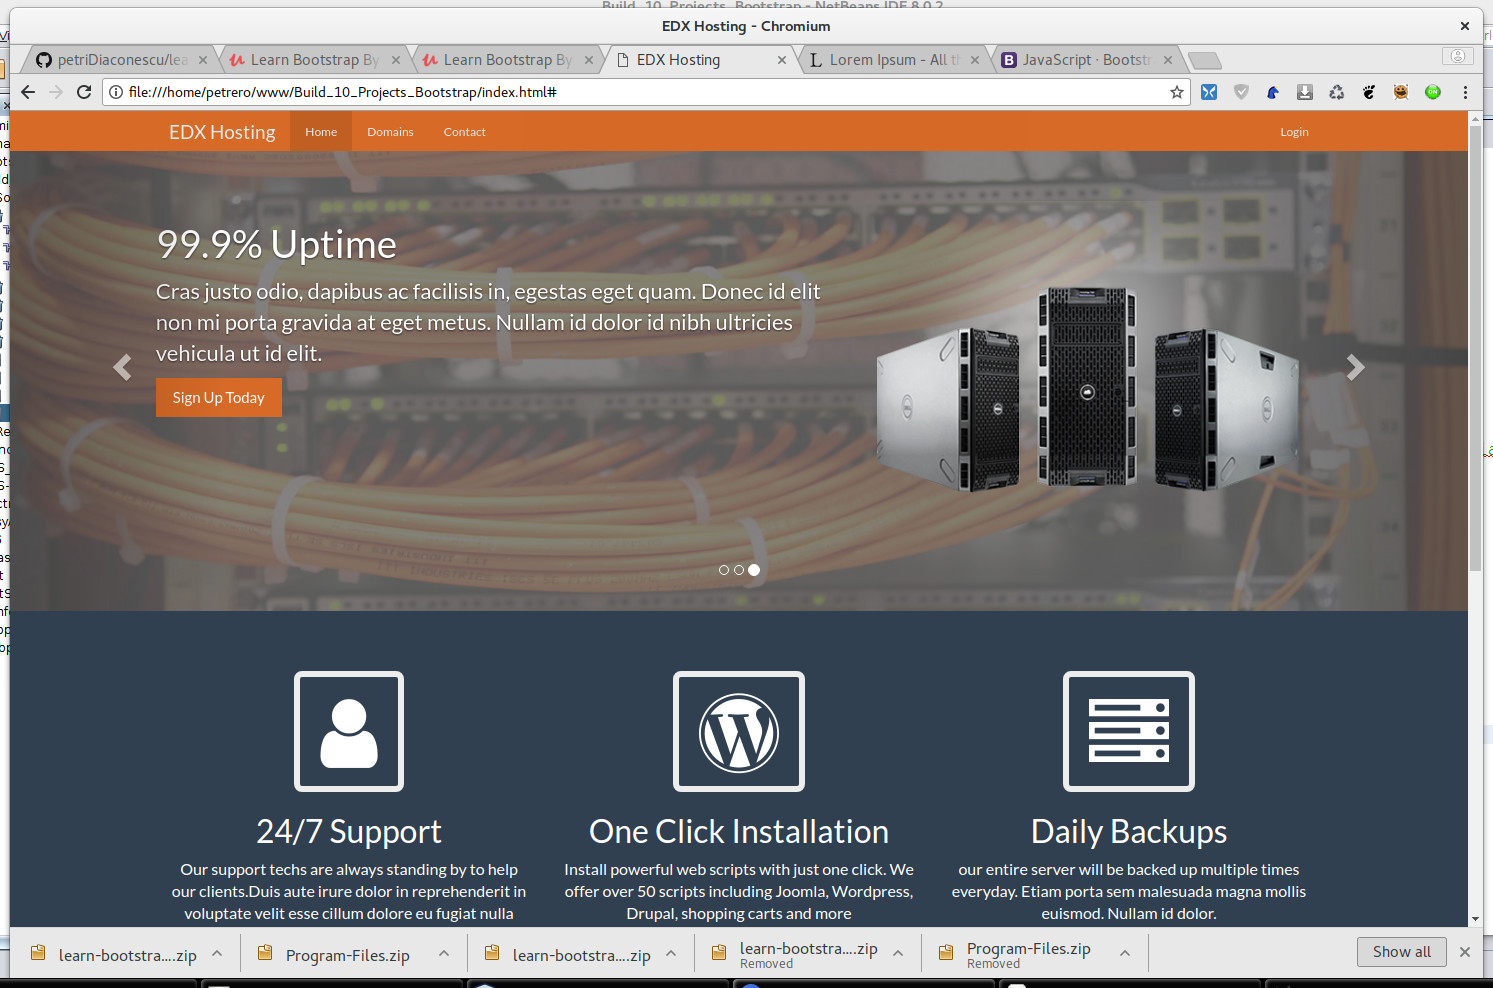 Build_10_Projects_Bootstrap - NetBeans IDE 8.0.2
EDX Hosting - Chromium
petriDiaconescu/lea
Learn Bootstrap By
Learn Bootstrap By
EDX Hosting
Lorem Ipsum - All th
JavaScript · Bootstr
file:///home/petrero/www/Build_10_Projects_Bootstrap/index.html#
ON
EDX Hosting
Home
Domains
Contact
Login
99.9% Uptime
Cras justo odio, dapibus ac facilisis in, egestas eget quam. Donec id elit
non mi porta gravida at eget metus. Nullam id dolor id nibh ultricies
vehicula ut id elit.
Sign Up Today
24/7 Support
Our support techs are always standing by to help
our clients.Duis aute irure dolor in reprehenderit in
voluptate velit esse cillum dolore eu fugiat nulla
One Click Installation
Install powerful web scripts with just one click. We
offer over 50 scripts including Joomla, Wordpress,
Drupal, shopping carts and more
Daily Backups
our entire server will be backed up multiple times
everyday. Etiam porta sem malesuada magna mollis
euismod. Nullam id dolor.
learn-bootstra....zip
Program-Files.zip
learn-bootstra....zip
learn-bootstra....zip
Removed
Program-Files.zip
Removed
Show all